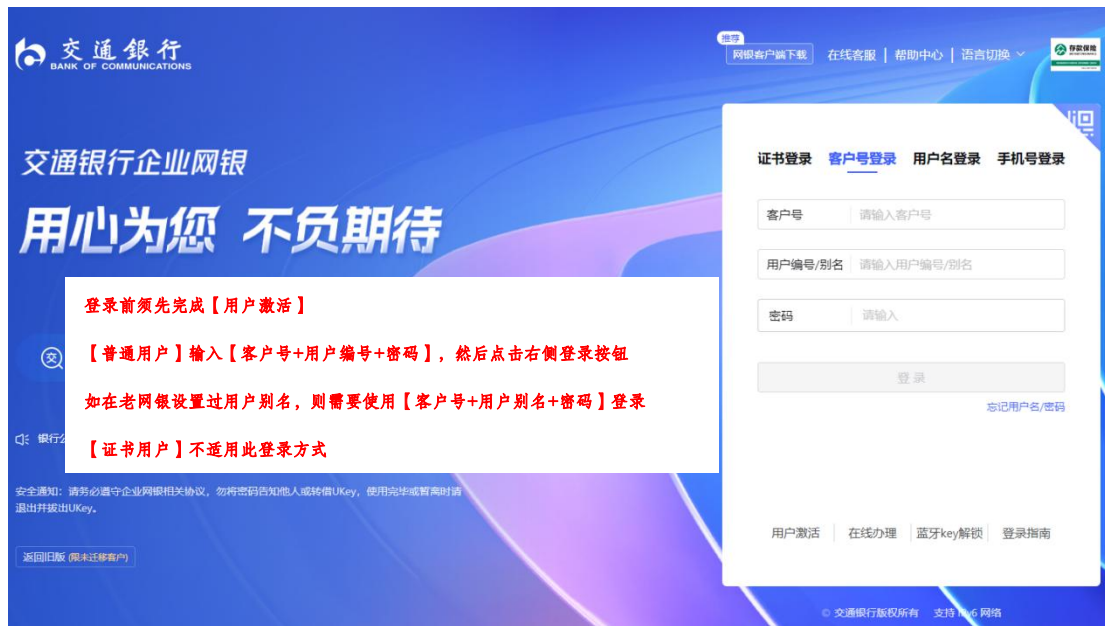 交通銀行
BANK OF COMMUNICATIONS
推荐
网银客户端下载 在线客服 | 帮助中心 | 语言切换
存款保险
交通银行企业网银
用心为您 不负期待
证书登录 客户号登录 用户名登录 手机号登录
客户号 请输入客户号
用户编号/别名 请输入用户编号/别名
密码 请输入
登录
忘记用户名/密码
登录前须先完成【用户激活】
【普通用户】输入【客户号+用户编号+密码】，然后点击右侧登录按钮
如在老网银设置过用户别名，则需要使用【客户号+用户别名+密码】登录
【证书用户】不适用此登录方式
银行公
安全通知：请务必遵守企业网银相关协议，勿将密码告知他人或转借UKey，使用完毕或暂离时请
退出并拔出UKey。
返回旧版 (限未迁移客户)
用户激活 在线办理 蓝牙key解锁 登录指南
© 交通银行版权所有 支持 IPv6 网络